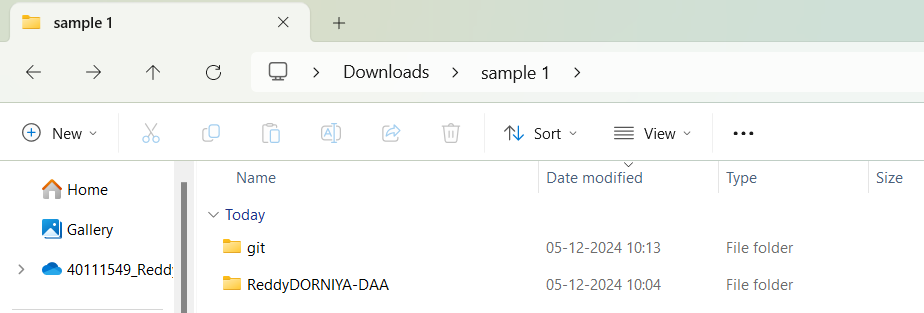 sample 1
Downloads sample 1
New Sort View
Name Date modified Type Size
Home
Today
Gallery
git 05-12-2024 10:13 File folder
40111549_Reddy
ReddyDORNIYA-DAA 05-12-2024 10:04 File folder